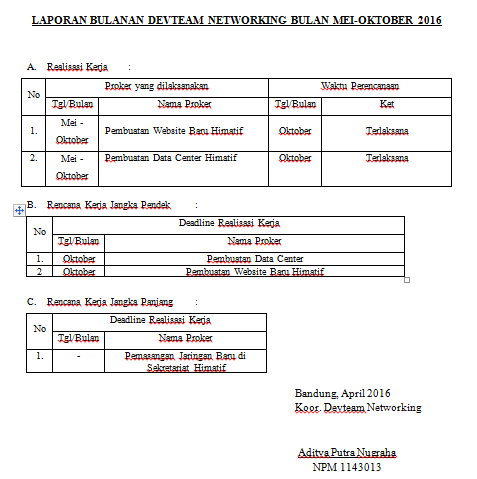 LAPORAN BULANAN DEVTEAM NETWORKING BULAN MEI-OKTOBER 2016
A. Realisasi Kerja :
No
Proker yang dilaksanakan
Waktu Perencanaan
Tgl/Bulan
Nama Proker
Tgl/Bulan
Ket
1.
Mei -
Oktober
Pembuatan Website Baru Himatif
Oktober
Terlaksana
2.
Mei -
Oktober
Pembuatan Data Center Himatif
Oktober
Terlaksana
B. Rencana Kerja Jangka Pendek :
No
Deadline Realisasi Kerja
Tgl/Bulan
Nama Proker
1.
Oktober
Pembuatan Data Center
2
Oktober
Pembuatan Website Baru Himatif
C. Rencana Kerja Jangka Panjang :
No
Deadline Realisasi Kerja
Tgl/Bulan
Nama Proker
1.
-
Pemasangan Jaringan Baru di
Sekretariat Himatif
Bandung, April 2016
Koor. Devteam Networking
Aditya Putra Nugraha
NPM 1143013